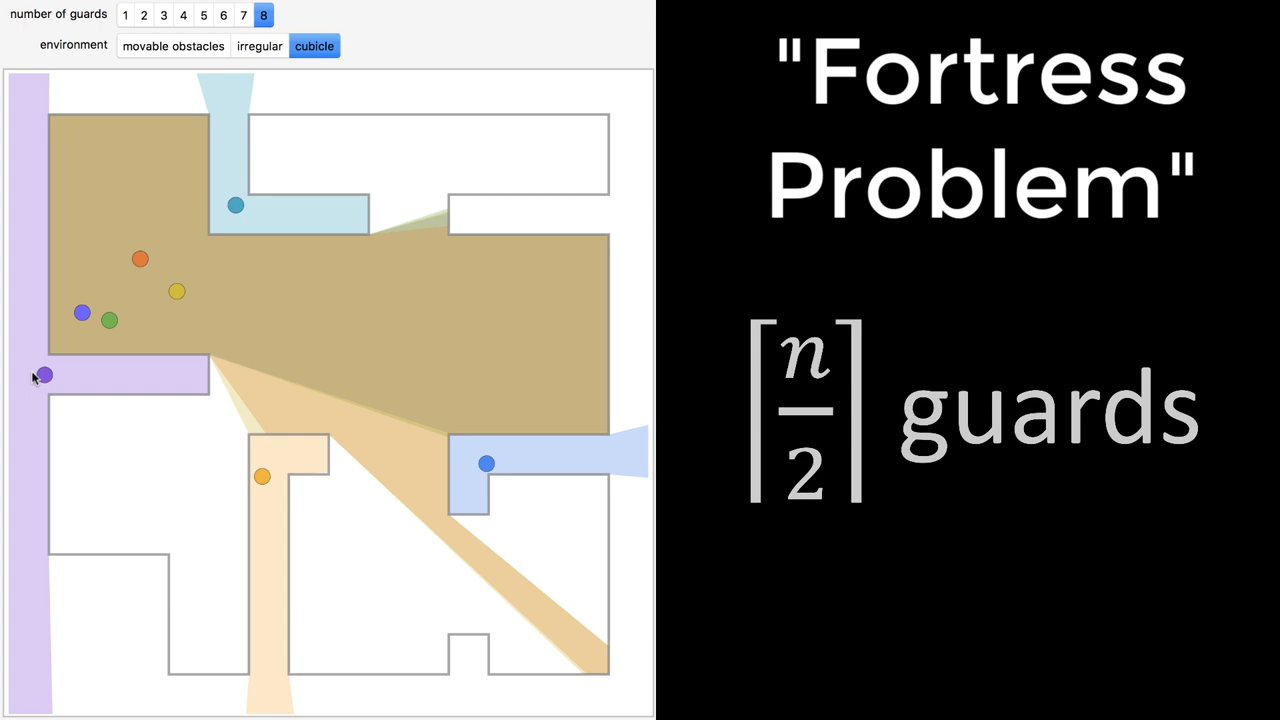 number of guards 1 2 3 4 5 6 7 8
environment movable obstacles irregular cubicle
"Fortress
Problem"
⌈n/2⌉ guards